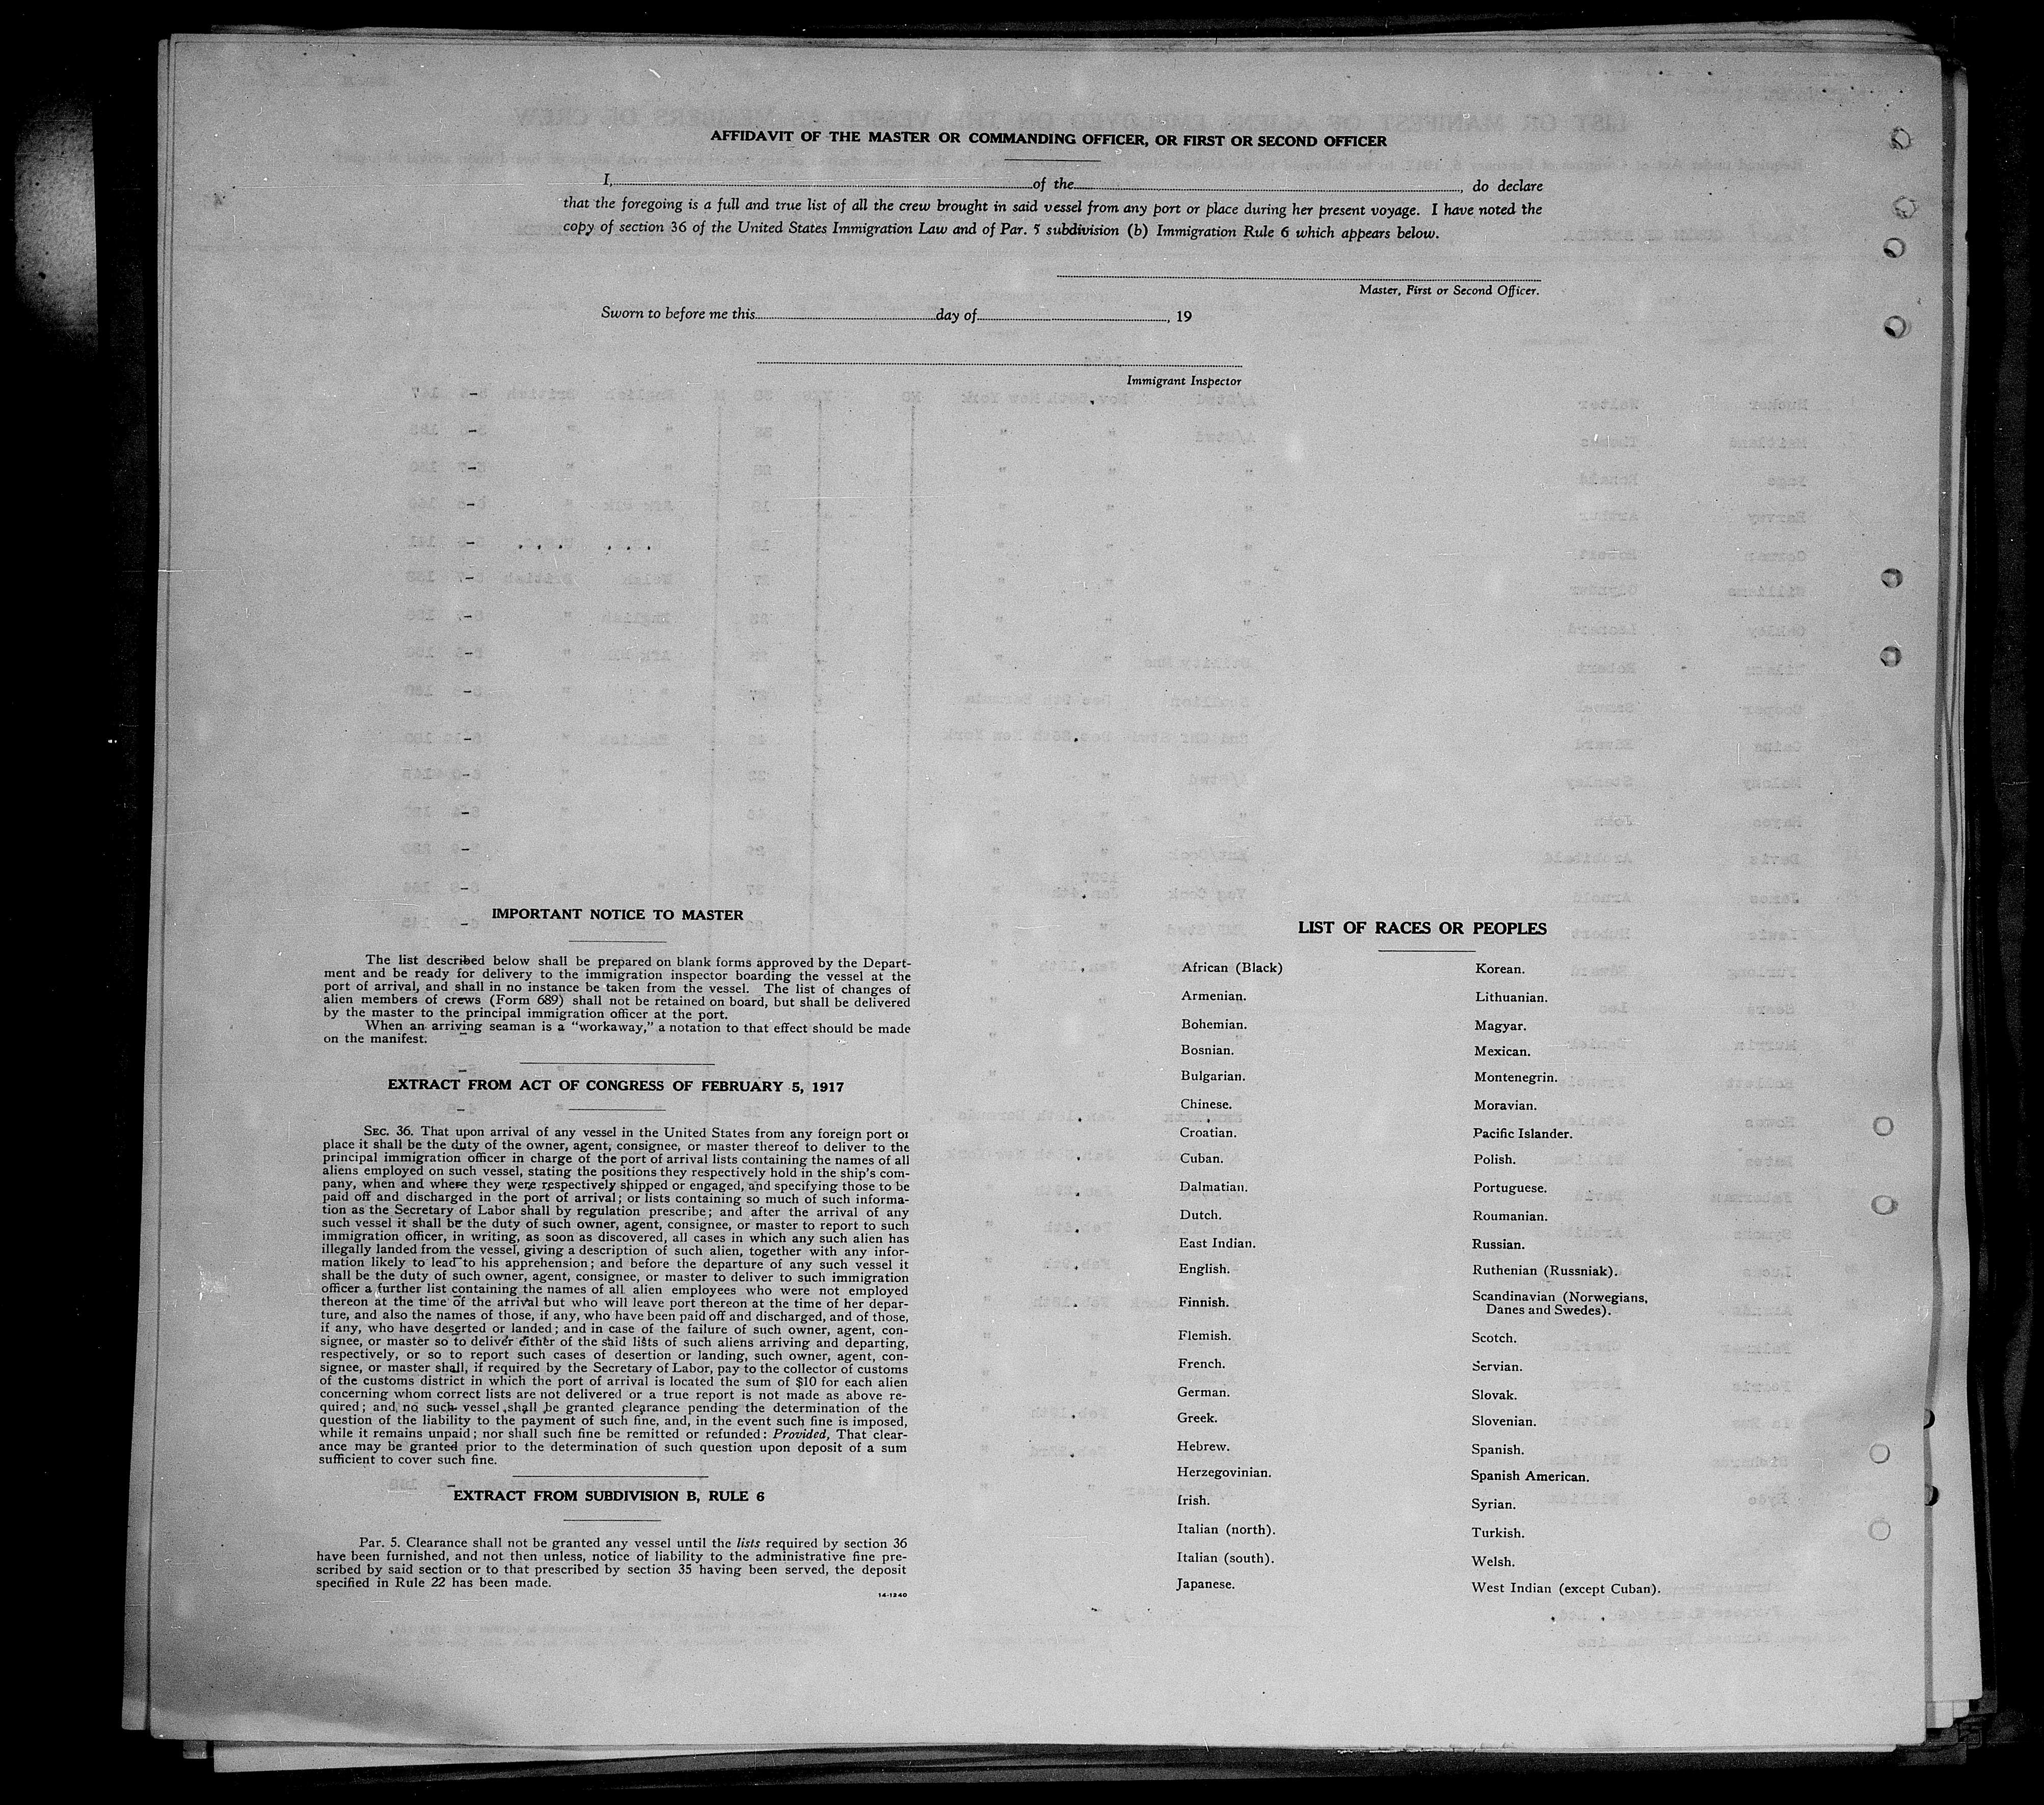 AFFIDAVIT OF THE MASTER OR COMMANDING OFFICER, OR FIRST OR SECOND OFFICER
I, of the , do declare
that the foregoing is a full and true list of all the crew brought in said vessel from any port or place during her present voyage. I have noted the
copy of section 36 of the United States Immigration Law and of Par. 5 subdivision (b) Immigration Rule 6 which appears below.
Master, First or Second Officer.
Sworn to before me this day of , 19
Immigrant Inspector
IMPORTANT NOTICE TO MASTER
The list described below shall be prepared on blank forms approved by the Depart-
ment and be ready for delivery to the immigration inspector boarding the vessel at the
port of arrival, and shall in no instance be taken from the vessel. The list of changes of
alien members of crews (Form 689) shall not be retained on board, but shall be delivered
by the master to the principal immigration officer at the port.
When an arriving seaman is a "workaway," a notation to that effect should be made
on the manifest.
EXTRACT FROM ACT OF CONGRESS OF FEBRUARY 5, 1917
SEC. 36. That upon arrival of any vessel in the United States from any foreign port or
place it shall be the duty of the owner, agent, consignee, or master thereof to deliver to the
principal immigration officer in charge of the port of arrival lists containing the names of all
aliens employed on such vessel, stating the positions they respectively hold in the ship's com-
pany, when and where they were respectively shipped or engaged, and specifying those to be
paid off and discharged in the port of arrival; or lists containing so much of such informa-
tion as the Secretary of Labor shall by regulation prescribe; and after the arrival of any
such vessel it shall be the duty of such owner, agent, consignee, or master to report to such
immigration officer, in writing, as soon as discovered, all cases in which any such alien has
illegally landed from the vessel, giving a description of such alien, together with any infor-
mation likely to lead to his apprehension; and before the departure of any such vessel it
shall be the duty of such owner, agent, consignee, or master to deliver to such immigration
officer a further list containing the names of all alien employees who were not employed
thereon at the time of the arrival but who will leave port thereon at the time of her depar-
ture, and also the names of those, if any, who have been paid off and discharged, and of those,
if any, who have deserted or landed; and in case of the failure of such owner, agent, con-
signee, or master so to deliver either of the said lists of such aliens arriving and departing,
respectively, or so to report such cases of desertion or landing, such owner, agent, con-
signee, or master shall, if required by the Secretary of Labor, pay to the collector of customs
of the customs district in which the port of arrival is located the sum of $10 for each alien
concerning whom correct lists are not delivered or a true report is not made as above re-
quired; and no such vessel shall be granted clearance pending the determination of the
question of the liability to the payment of such fine, and, in the event such fine is imposed,
while it remains unpaid; nor shall such fine be remitted or refunded: Provided, That clear-
ance may be granted prior to the determination of such question upon deposit of a sum
sufficient to cover such fine.
EXTRACT FROM SUBDIVISION B, RULE 6
Par. 5. Clearance shall not be granted any vessel until the lists required by section 36
have been furnished, and not then unless, notice of liability to the administrative fine pre-
scribed by said section or to that prescribed by section 35 having been served, the deposit
specified in Rule 22 has been made.
14-1240
LIST OF RACES OR PEOPLES
African (Black)
Armenian.
Bohemian.
Bosnian.
Bulgarian.
Chinese.
Croatian.
Cuban.
Dalmatian.
Dutch.
East Indian.
English.
Finnish.
Flemish.
French.
German.
Greek.
Hebrew.
Herzegovinian.
Irish.
Italian (north).
Italian (south).
Japanese.
Korean.
Lithuanian.
Magyar.
Mexican.
Montenegrin.
Moravian.
Pacific Islander.
Polish.
Portuguese.
Roumanian.
Russian.
Ruthenian (Russniak).
Scandinavian (Norwegians,
Danes and Swedes).
Scotch.
Servian.
Slovak.
Slovenian.
Spanish.
Spanish American.
Syrian.
Turkish.
Welsh.
West Indian (except Cuban).